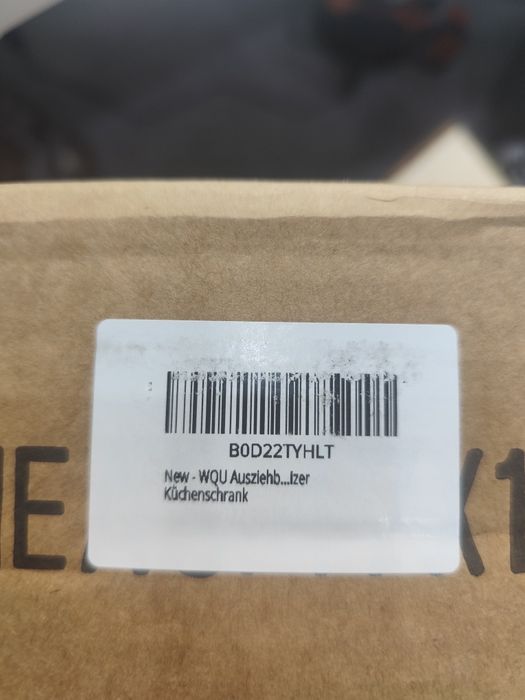 B0D22TYHLT
New - WQU Ausziehb...lzer
Küchenschrank